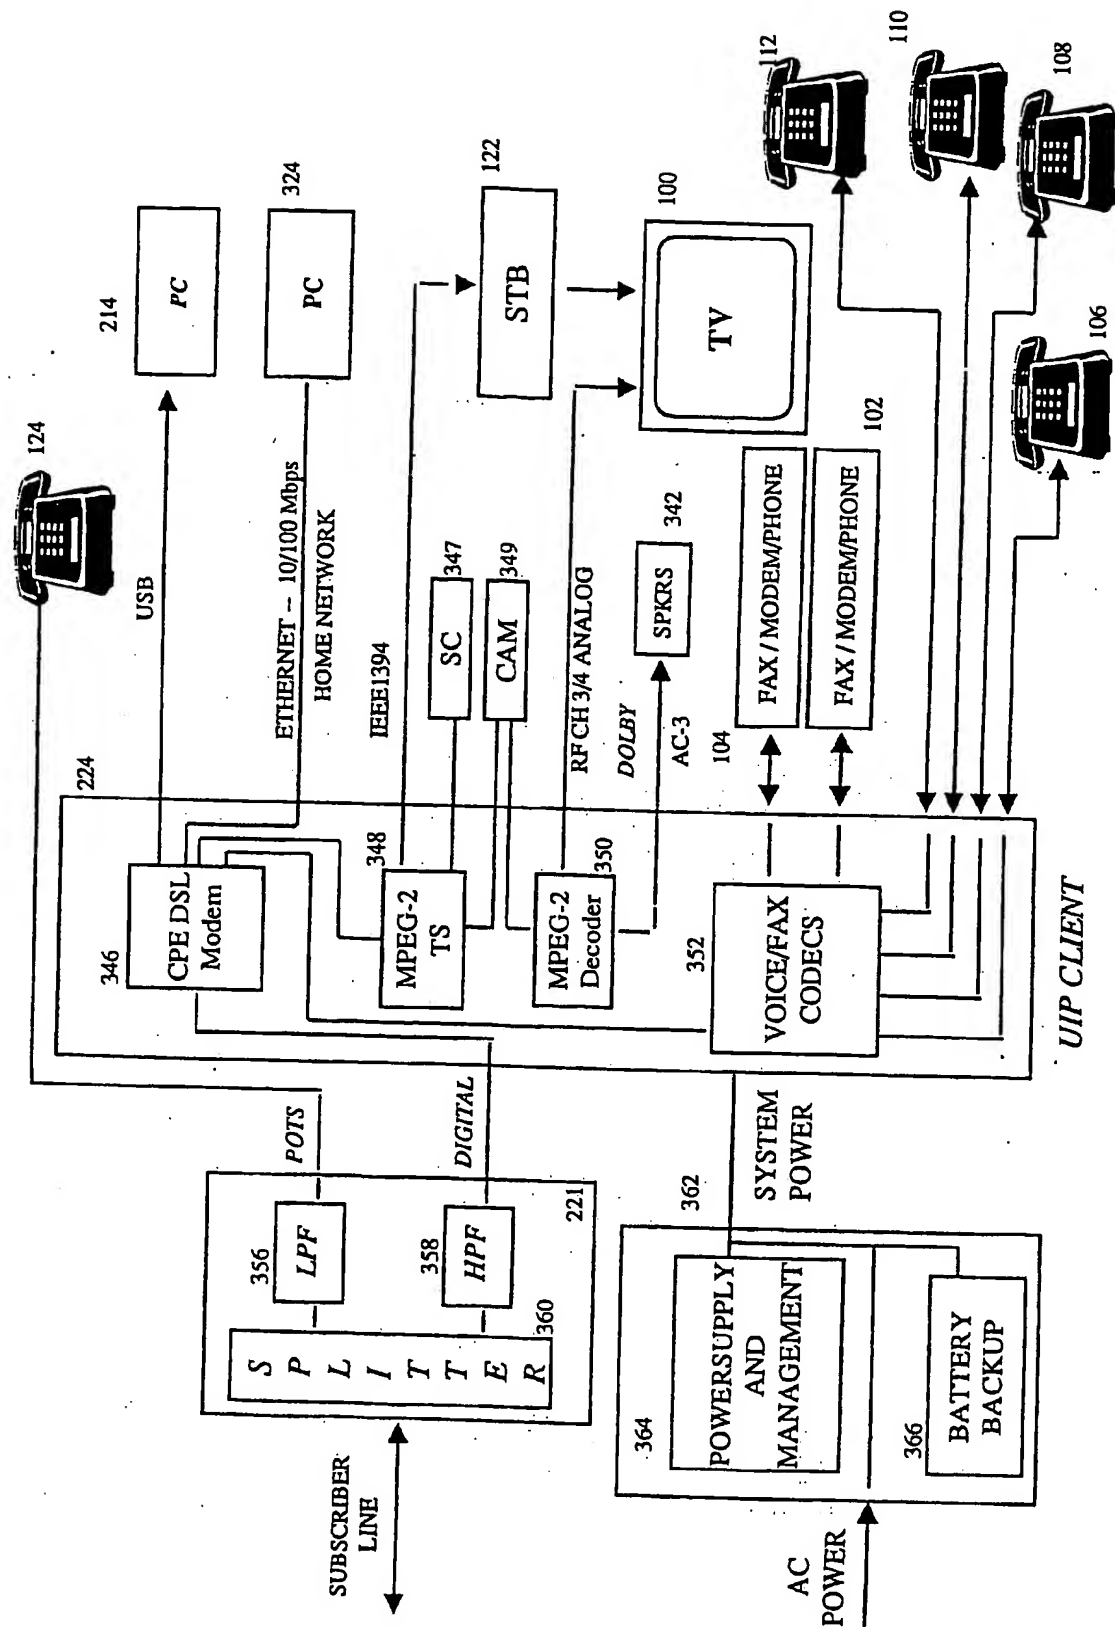 124
214
PC
USB
324
PC
ETHERNET -- 10/100 Mbps
HOME NETWORK
224
346
CPE DSL
Modem
POTS
356
LPF
221
DIGITAL
358
HPF
360
S
P
L
I
T
T
E
R
SUBSCRIBER
LINE
IEEE1394
122
STB
348
MPEG-2
TS
347
SC
349
CAM
RF CH 3/4 ANALOG
100
TV
350
MPEG-2
Decoder
DOLBY
AC-3
342
SPKRS
352
VOICE/FAX
CODECS
104
FAX / MODEM/PHONE
FAX / MODEM/PHONE
102
112
110
108
106
UIP CLIENT
362
SYSTEM
POWER
364
POWERSUPPLY
AND
MANAGEMENT
366
BATTERY
BACKUP
AC
POWER